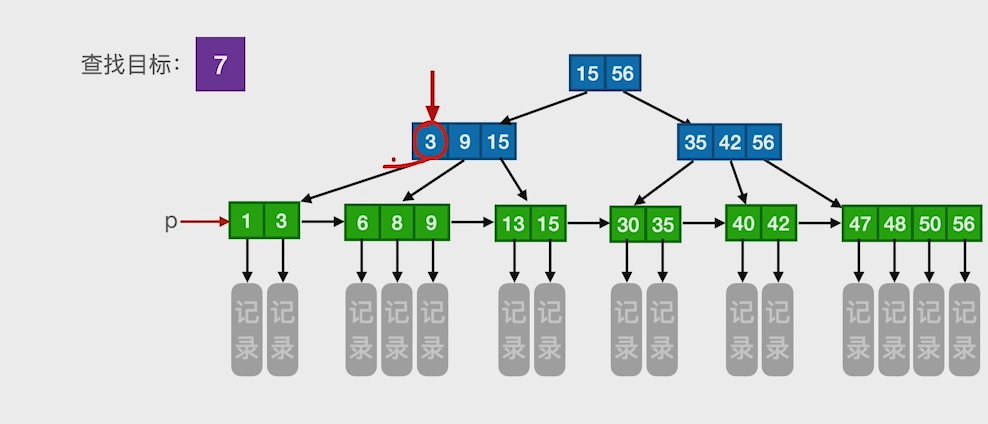 查找目标： 7
15 56
3 9 15
35 42 56
p
1 3
6 8 9
13 15
30 35
40 42
47 48 50 56
记录 记录
记录 记录 记录
记录 记录
记录 记录
记录 记录
记录 记录 记录 记录